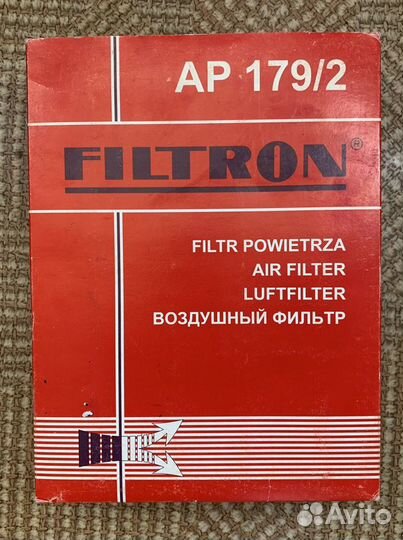 AP 179/2
FILTRON®
FILTR POWIETRZA
AIR FILTER
LUFTFILTER
ВОЗДУШНЫЙ ФИЛЬТР
Avito